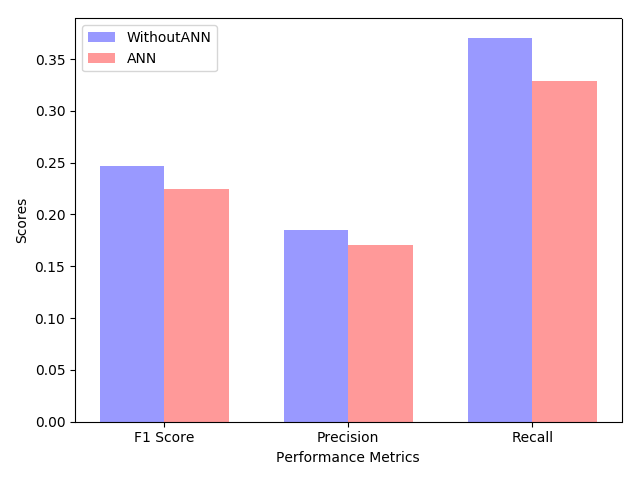 WithoutANN
ANN
0.35
0.30
0.25
0.20
0.15
0.10
0.05
0.00
Scores
F1 Score
Precision
Recall
Performance Metrics